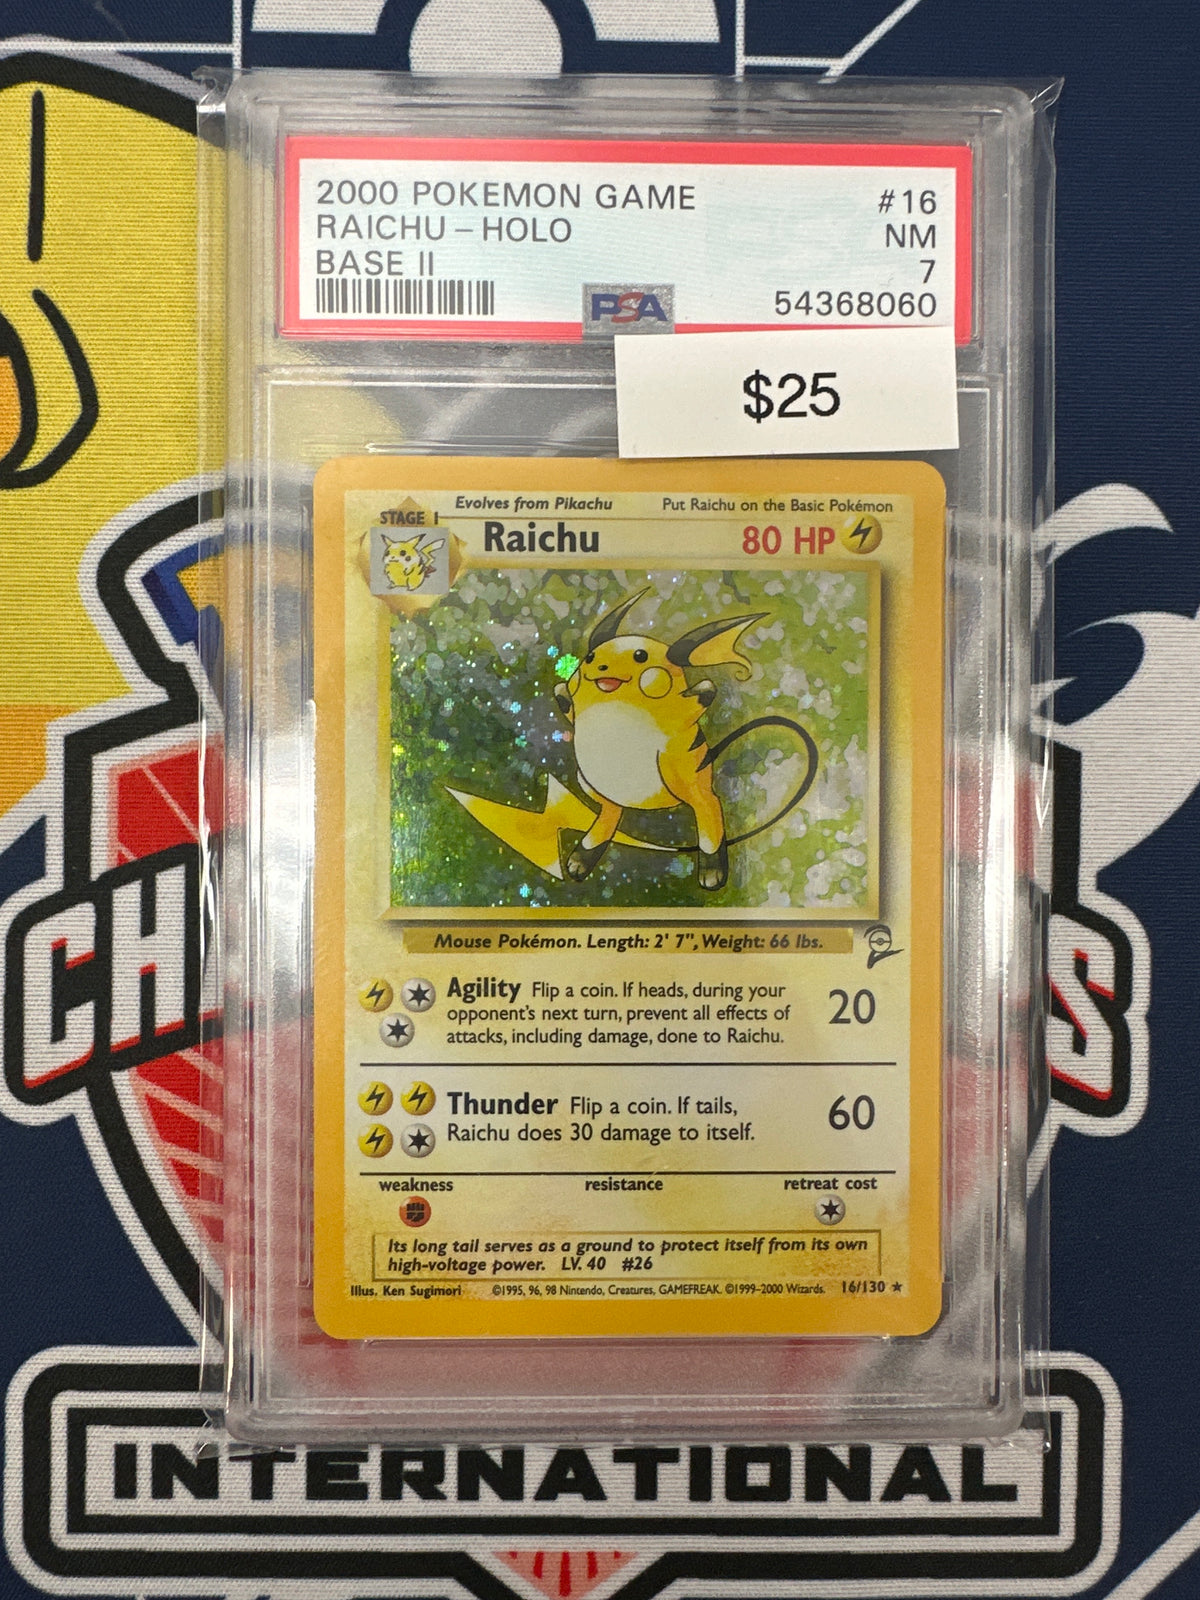 2000 POKEMON GAME #16
RAICHU - HOLO NM
BASE II 7
PSA 54368060
$25
Evolves from Pikachu Put Raichu on the Basic Pokémon
STAGE 1
Raichu 80 HP
Mouse Pokémon. Length: 2' 7", Weight: 66 lbs.
Agility Flip a coin. If heads, during your
opponent's next turn, prevent all effects of
attacks, including damage, done to Raichu.
20
Thunder Flip a coin. If tails,
Raichu does 30 damage to itself.
60
weakness resistance retreat cost
Its long tail serves as a ground to protect itself from its own
high-voltage power. LV. 40 #26
Illus. Ken Sugimori ©1995, 96, 98 Nintendo, Creatures, GAMEFREAK. ©1999-2000 Wizards. 16/130 ★
CH
S
INTERNATIONAL